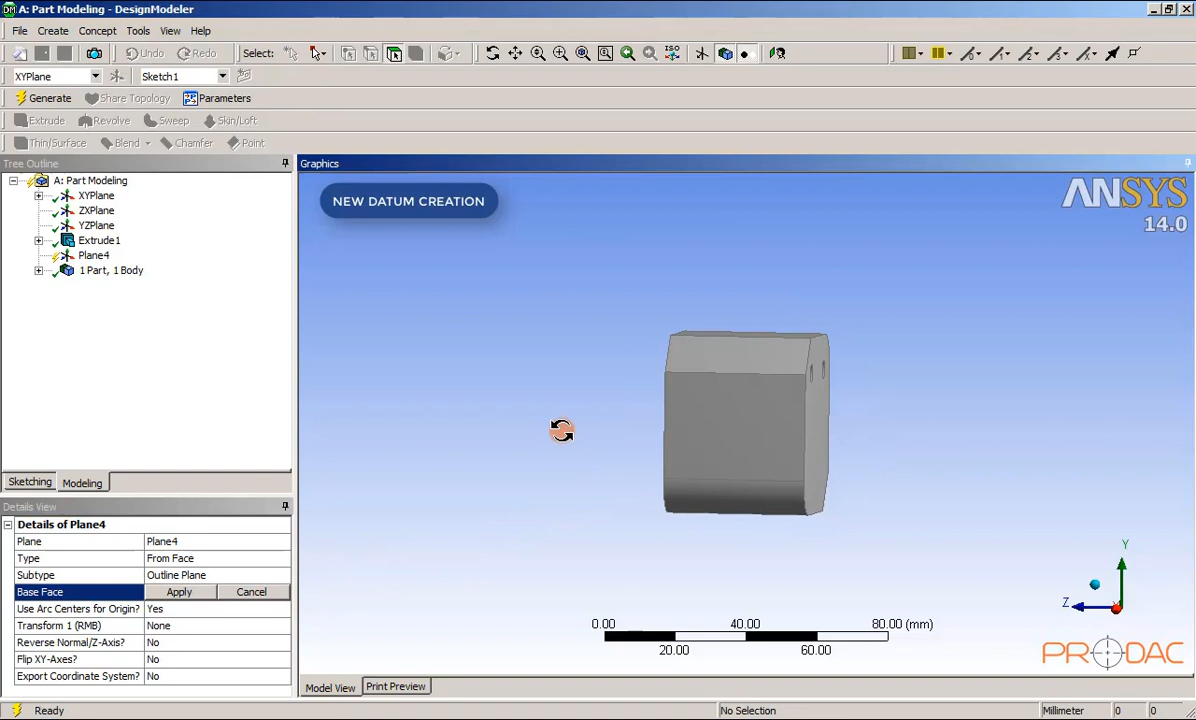 A: Part Modeling - DesignModeler
File Create Concept Tools View Help
Undo Redo Select:
XYPlane Sketch1
Generate Share Topology Parameters
Extrude Revolve Sweep Skin/Loft
Thin/Surface Blend Chamfer Point
Tree Outline
A: Part Modeling
XYPlane
ZXPlane
YZPlane
Extrude1
Plane4
1 Part, 1 Body
Sketching Modeling
Details View
Details of Plane4
Plane Plane4
Type From Face
Subtype Outline Plane
Base Face Apply Cancel
Use Arc Centers for Origin? Yes
Transform 1 (RMB) None
Reverse Normal/Z-Axis? No
Flip XY-Axes? No
Export Coordinate System? No
Graphics
NEW DATUM CREATION
ANSYS
14.0
Y
Z
0.00 40.00 80.00 (mm)
20.00 60.00
PRODAC
Model View Print Preview
Ready No Selection Millimeter 0 0